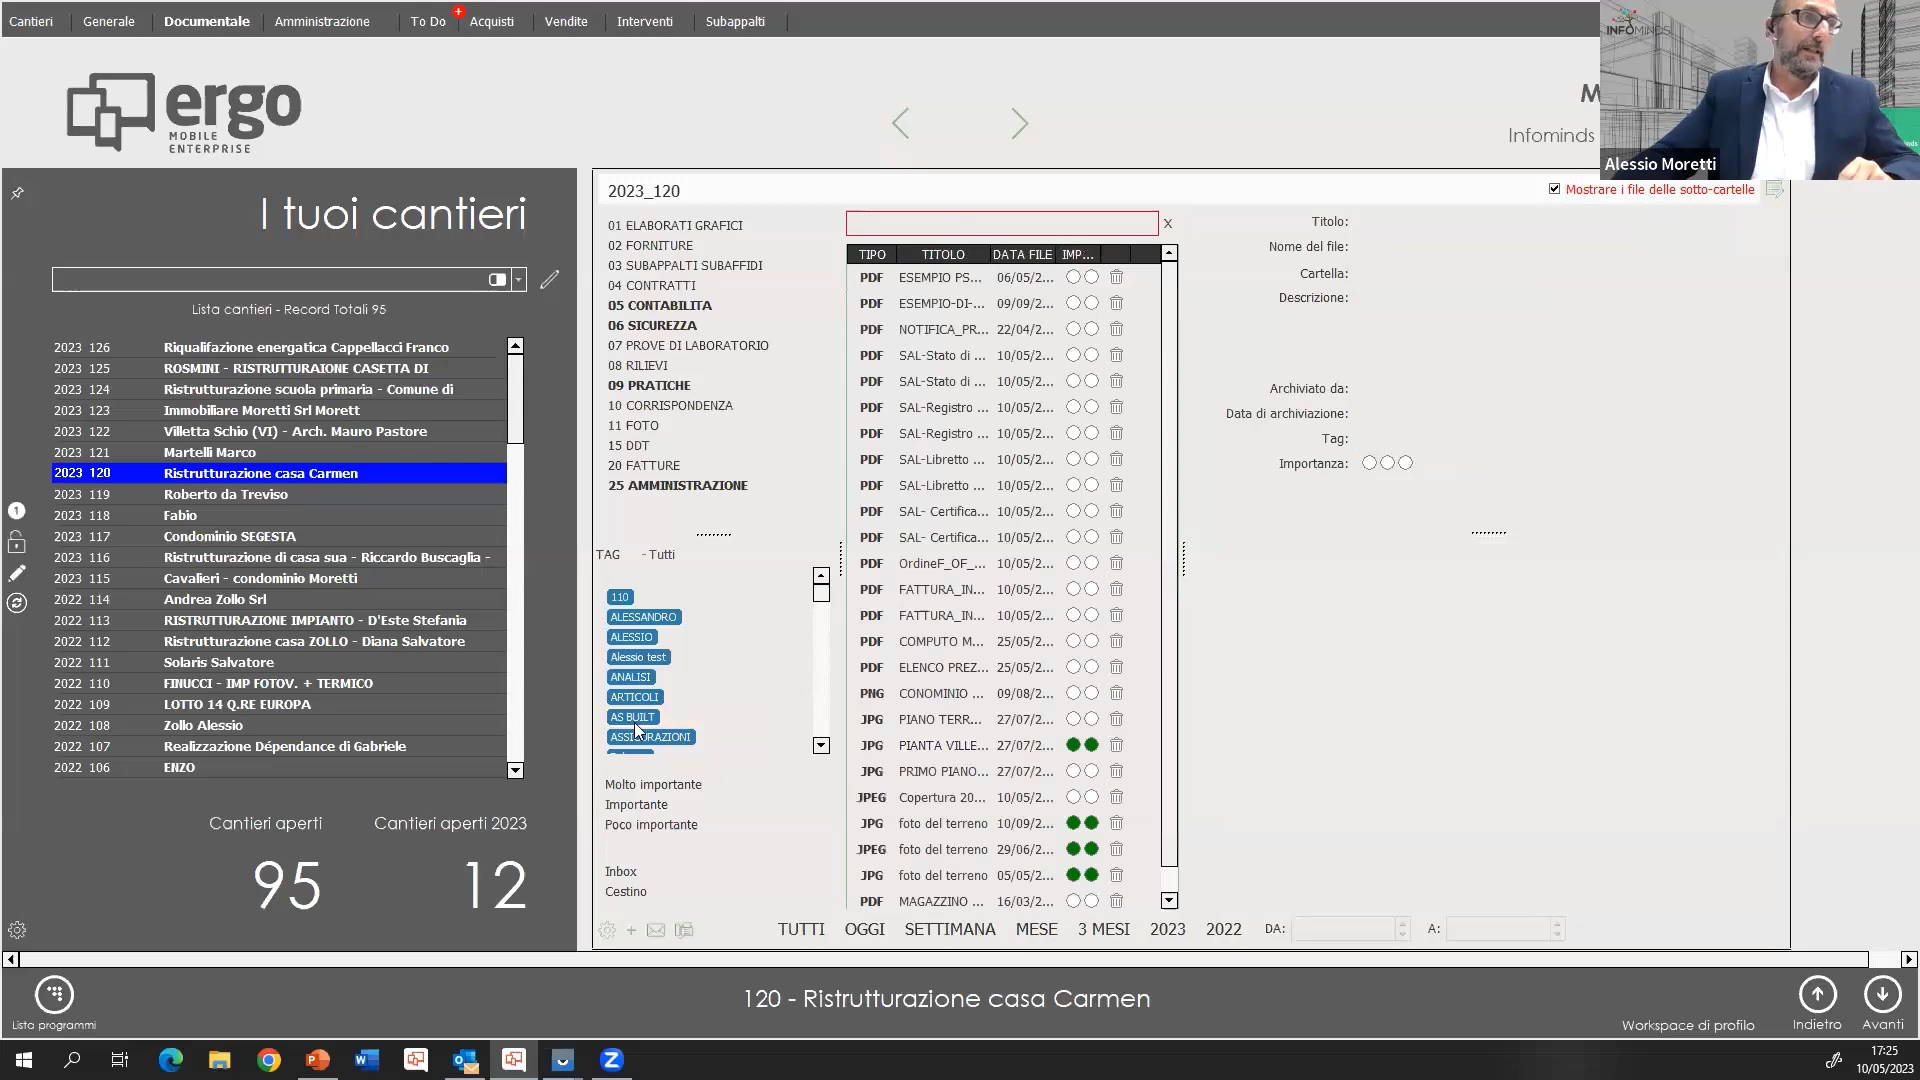 Cantieri Generale Documentale Amministrazione To Do Acquisti Vendite Interventi Subappalti
INFOMINDS
ergo
MOBILE
ENTERPRISE
M
Infominds
Alessio Moretti
I tuoi cantieri
Lista cantieri - Record Totali 95
2023 126 Riqualifazione energatica Cappellacci Franco
2023 125 ROSMINI - RISTRUTTURAIONE CASETTA DI
2023 124 Ristrutturazione scuola primaria - Comune di
2023 123 Immobiliare Moretti Srl Morett
2023 122 Villetta Schio (VI) - Arch. Mauro Pastore
2023 121 Martelli Marco
2023 120 Ristrutturazione casa Carmen
2023 119 Roberto da Treviso
2023 118 Fabio
2023 117 Condominio SEGESTA
2023 116 Ristrutturazione di casa sua - Riccardo Buscaglia -
2023 115 Cavalieri - condominio Moretti
2022 114 Andrea Zollo Srl
2022 113 RISTRUTTURAZIONE IMPIANTO - D'Este Stefania
2022 112 Ristrutturazione casa ZOLLO - Diana Salvatore
2022 111 Solaris Salvatore
2022 110 FINUCCI - IMP FOTOV. + TERMICO
2022 109 LOTTO 14 Q.RE EUROPA
2022 108 Zollo Alessio
2022 107 Realizzazione Dépendance di Gabriele
2022 106 ENZO
Cantieri aperti Cantieri aperti 2023
95 12
1
2023_120
Mostrare i file delle sotto-cartelle
01 ELABORATI GRAFICI
02 FORNITURE
03 SUBAPPALTI SUBAFFIDI
04 CONTRATTI
05 CONTABILITA
06 SICUREZZA
07 PROVE DI LABORATORIO
08 RILIEVI
09 PRATICHE
10 CORRISPONDENZA
11 FOTO
15 DDT
20 FATTURE
25 AMMINISTRAZIONE
TAG - Tutti
110
ALESSANDRO
ALESSIO
Alessio test
ANALISI
ARTICOLI
AS BUILT
ASSICURAZIONI
Molto importante
Importante
Poco importante
Inbox
Cestino
X
TIPO TITOLO DATA FILE IMP...
PDF ESEMPIO PS... 06/05/2...
PDF ESEMPIO-DI-... 09/09/2...
PDF NOTIFICA_PR... 22/04/2...
PDF SAL-Stato di ... 10/05/2...
PDF SAL-Stato di ... 10/05/2...
PDF SAL-Registro ... 10/05/2...
PDF SAL-Registro ... 10/05/2...
PDF SAL-Libretto ... 10/05/2...
PDF SAL-Libretto ... 10/05/2...
PDF SAL- Certifica... 10/05/2...
PDF SAL- Certifica... 10/05/2...
PDF OrdineF_OF_... 10/05/2...
PDF FATTURA_IN... 10/05/2...
PDF FATTURA_IN... 10/05/2...
PDF COMPUTO M... 25/05/2...
PDF ELENCO PREZ... 25/05/2...
PNG CONOMINIO ... 09/08/2...
JPG PIANO TERR... 27/07/2...
JPG PIANTA VILLE... 27/07/2...
JPG PRIMO PIANO... 27/07/2...
JPEG Copertura 20... 10/05/2...
JPG foto del terreno 10/09/2...
JPEG foto del terreno 29/06/2...
JPG foto del terreno 05/05/2...
PDF MAGAZZINO ... 16/03/2...
Titolo:
Nome del file:
Cartella:
Descrizione:
Archiviato da:
Data di archiviazione:
Tag:
Importanza:
TUTTI OGGI SETTIMANA MESE 3 MESI 2023 2022 DA: A:
Lista programmi
120 - Ristrutturazione casa Carmen
Workspace di profilo
Indietro Avanti
17:25
10/05/2023